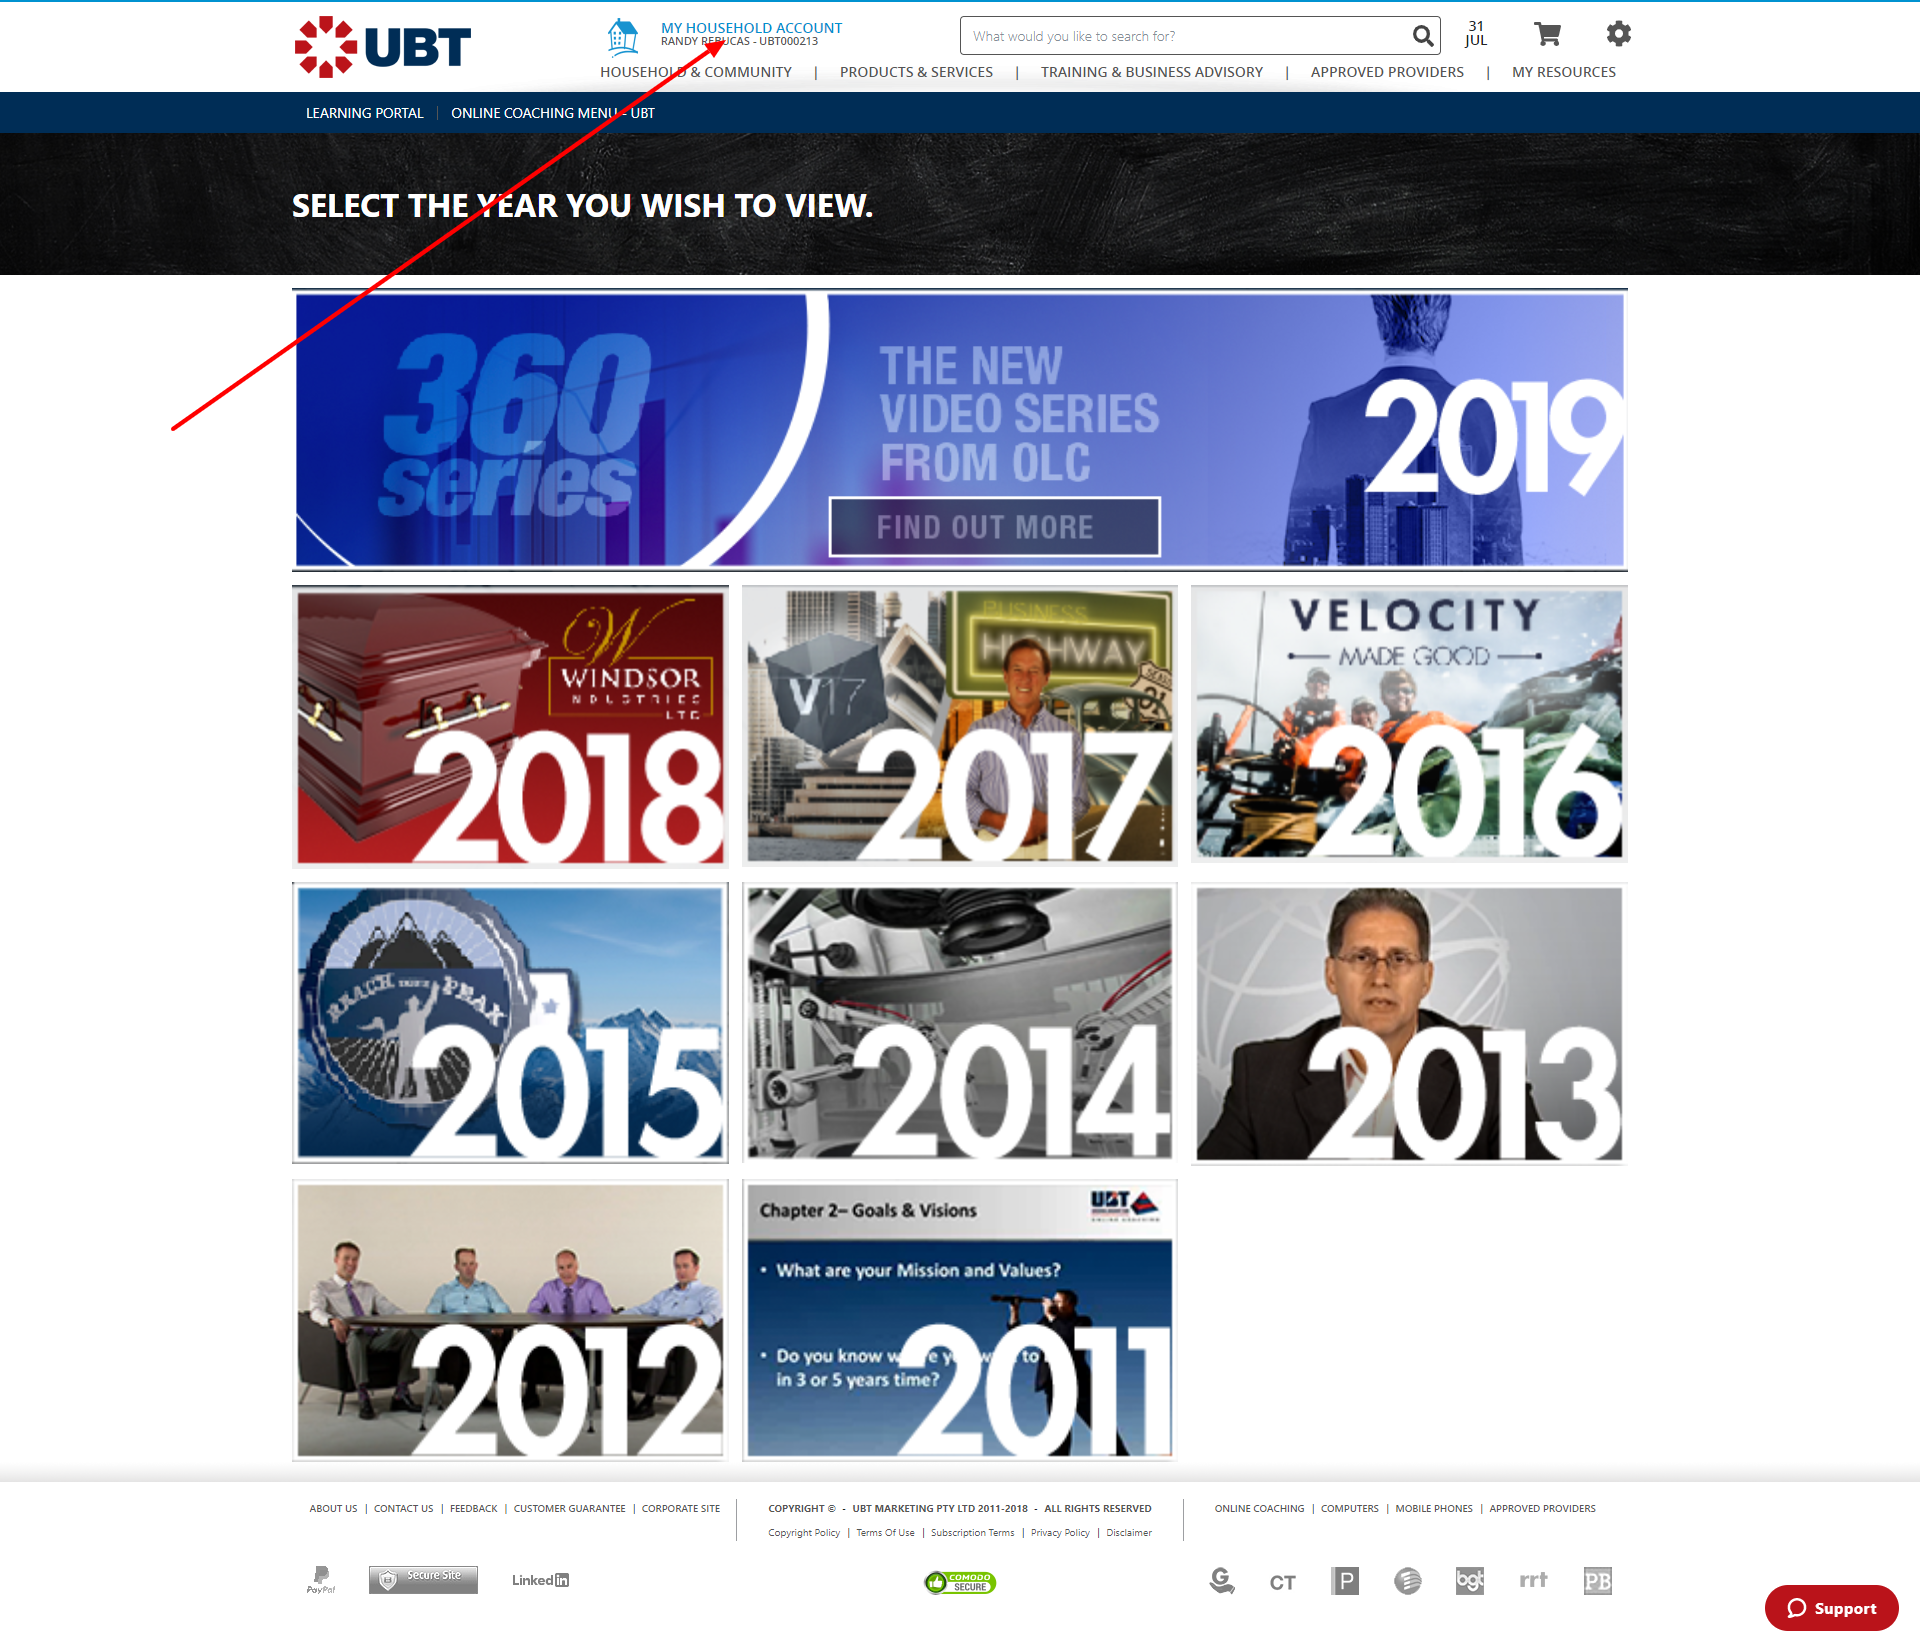 UBT
MY HOUSEHOLD ACCOUNT
RANDY REBUCAS - UBT000213
What would you like to search for?
31
JUL
HOUSEHOLD & COMMUNITY | PRODUCTS & SERVICES | TRAINING & BUSINESS ADVISORY | APPROVED PROVIDERS | MY RESOURCES
LEARNING PORTAL | ONLINE COACHING MENU - UBT
SELECT THE YEAR YOU WISH TO VIEW.
360
series
THE NEW
VIDEO SERIES
FROM OLC
FIND OUT MORE
2019
W
WINDSOR
INDUSTRIES
LTD
2018
V17
BUSINESS
HIGHWAY
2017
VELOCITY
MADE GOOD
2016
REACH YOUR PEAK
2015
2014
2013
2012
Chapter 2– Goals & Visions
UBT
• What are your Mission and Values?
• Do you know where you want to
in 3 or 5 years time?
2011
ABOUT US | CONTACT US | FEEDBACK | CUSTOMER GUARANTEE | CORPORATE SITE
COPYRIGHT © - UBT MARKETING PTY LTD 2011-2018 - ALL RIGHTS RESERVED
Copyright Policy | Terms Of Use | Subscription Terms | Privacy Policy | Disclaimer
ONLINE COACHING | COMPUTERS | MOBILE PHONES | APPROVED PROVIDERS
PayPal
Secure Site
LinkedIn
COMODO
SECURE
G
CT
P
bgt
rrt
PB
Support